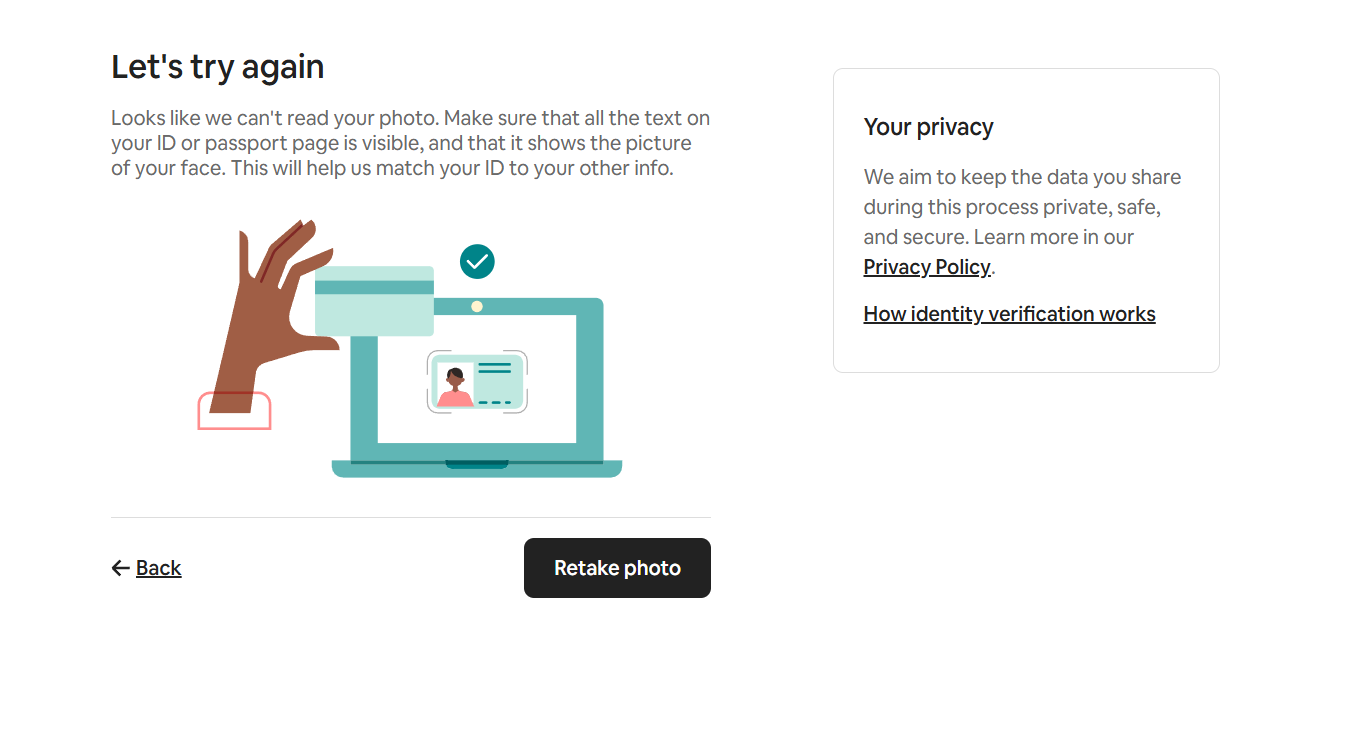 Let's try again
Looks like we can't read your photo. Make sure that all the text on
your ID or passport page is visible, and that it shows the picture
of your face. This will help us match your ID to your other info.
Back
Retake photo
Your privacy
We aim to keep the data you share
during this process private, safe,
and secure. Learn more in our
Privacy Policy.
How identity verification works